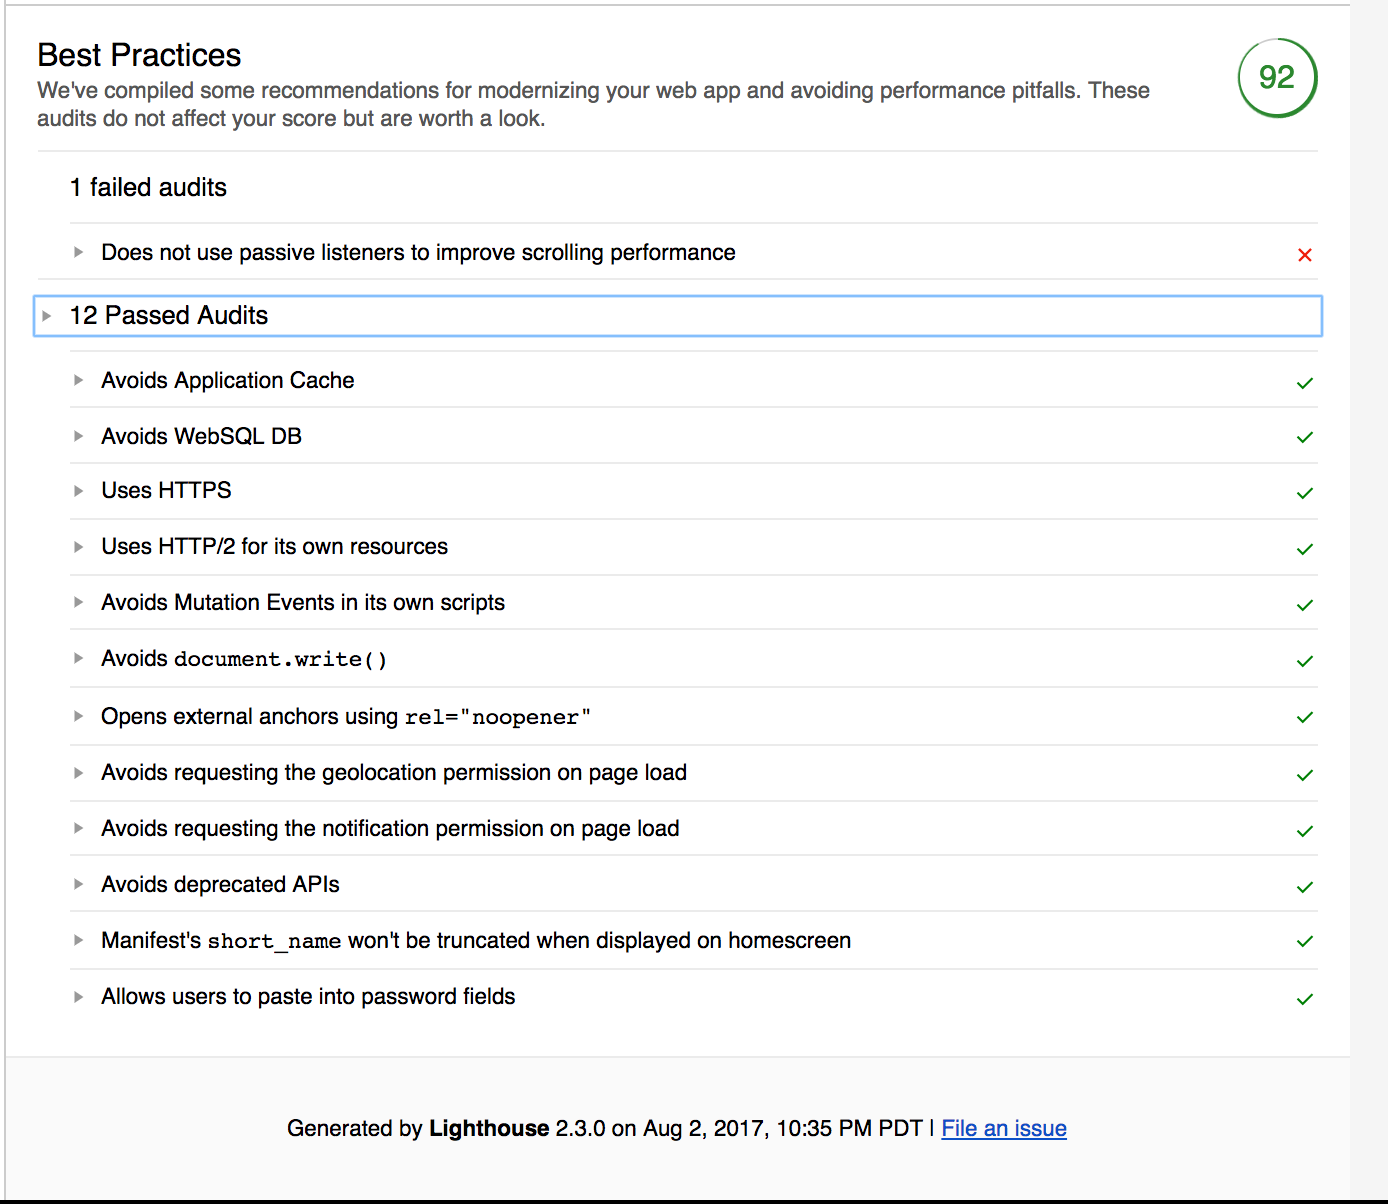 Best Practices
92
We've compiled some recommendations for modernizing your web app and avoiding performance pitfalls. These
audits do not affect your score but are worth a look.
1 failed audits
Does not use passive listeners to improve scrolling performance
12 Passed Audits
Avoids Application Cache
Avoids WebSQL DB
Uses HTTPS
Uses HTTP/2 for its own resources
Avoids Mutation Events in its own scripts
Avoids document.write()
Opens external anchors using rel="noopener"
Avoids requesting the geolocation permission on page load
Avoids requesting the notification permission on page load
Avoids deprecated APIs
Manifest's short_name won't be truncated when displayed on homescreen
Allows users to paste into password fields
Generated by Lighthouse 2.3.0 on Aug 2, 2017, 10:35 PM PDT | File an issue